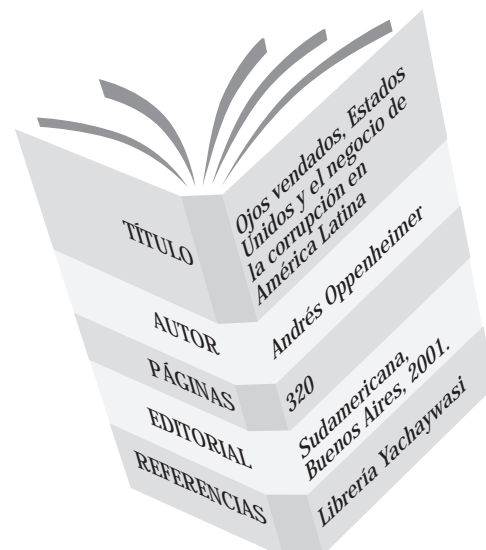 TÍTULO
Ojos vendados, Estados
Unidos y el negocio de
la corrupción en
América Latina
AUTOR
Andrés Oppenheimer
PÁGINAS
320
EDITORIAL
Sudamericana,
Buenos Aires, 2001.
REFERENCIAS
Librería Yachaywasi